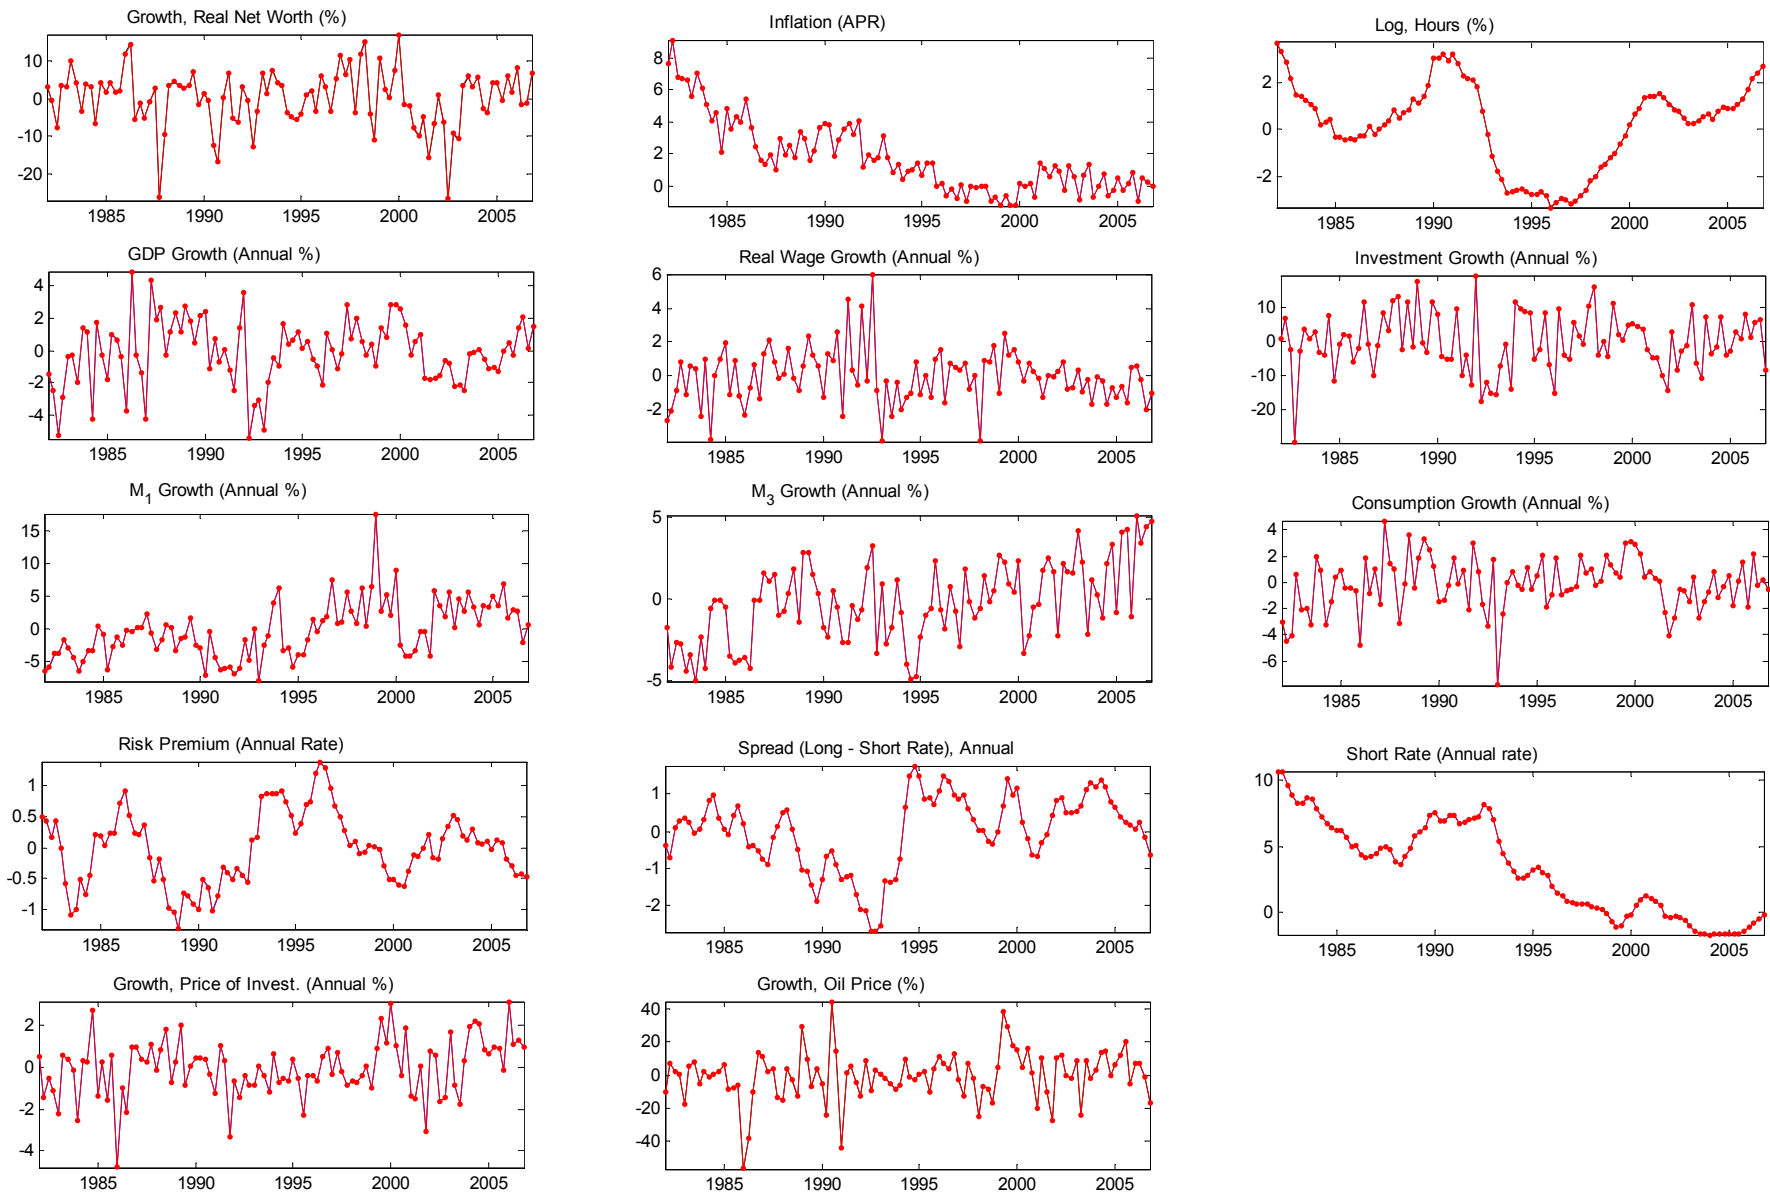 Growth, Real Net Worth (%)
10
0
-10
-20
1985 1990 1995 2000 2005
Inflation (APR)
8
6
4
2
0
1985 1990 1995 2000 2005
Log, Hours (%)
2
0
-2
1985 1990 1995 2000 2005
GDP Growth (Annual %)
4
2
0
-2
-4
1985 1990 1995 2000 2005
Real Wage Growth (Annual %)
6
4
2
0
-2
1985 1990 1995 2000 2005
Investment Growth (Annual %)
10
0
-10
-20
1985 1990 1995 2000 2005
M1 Growth (Annual %)
15
10
5
0
-5
1985 1990 1995 2000 2005
M3 Growth (Annual %)
5
0
-5
1985 1990 1995 2000 2005
Consumption Growth (Annual %)
4
2
0
-2
-4
-6
1985 1990 1995 2000 2005
Risk Premium (Annual Rate)
1
0.5
0
-0.5
-1
1985 1990 1995 2000 2005
Spread (Long - Short Rate), Annual
1
0
-1
-2
1985 1990 1995 2000 2005
Short Rate (Annual rate)
10
5
0
1985 1990 1995 2000 2005
Growth, Price of Invest. (Annual %)
2
0
-2
-4
1985 1990 1995 2000 2005
Growth, Oil Price (%)
40
20
0
-20
-40
1985 1990 1995 2000 2005